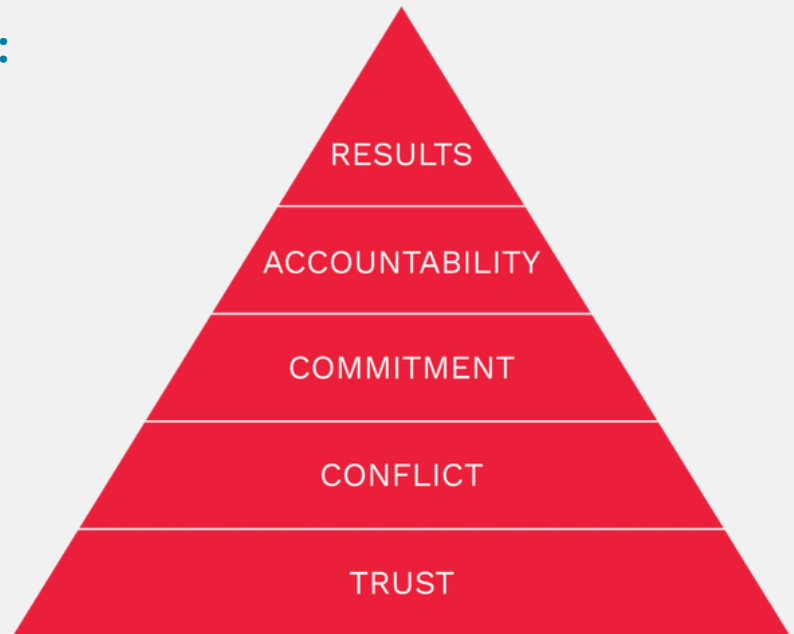 :
RESULTS
ACCOUNTABILITY
COMMITMENT
CONFLICT
TRUST